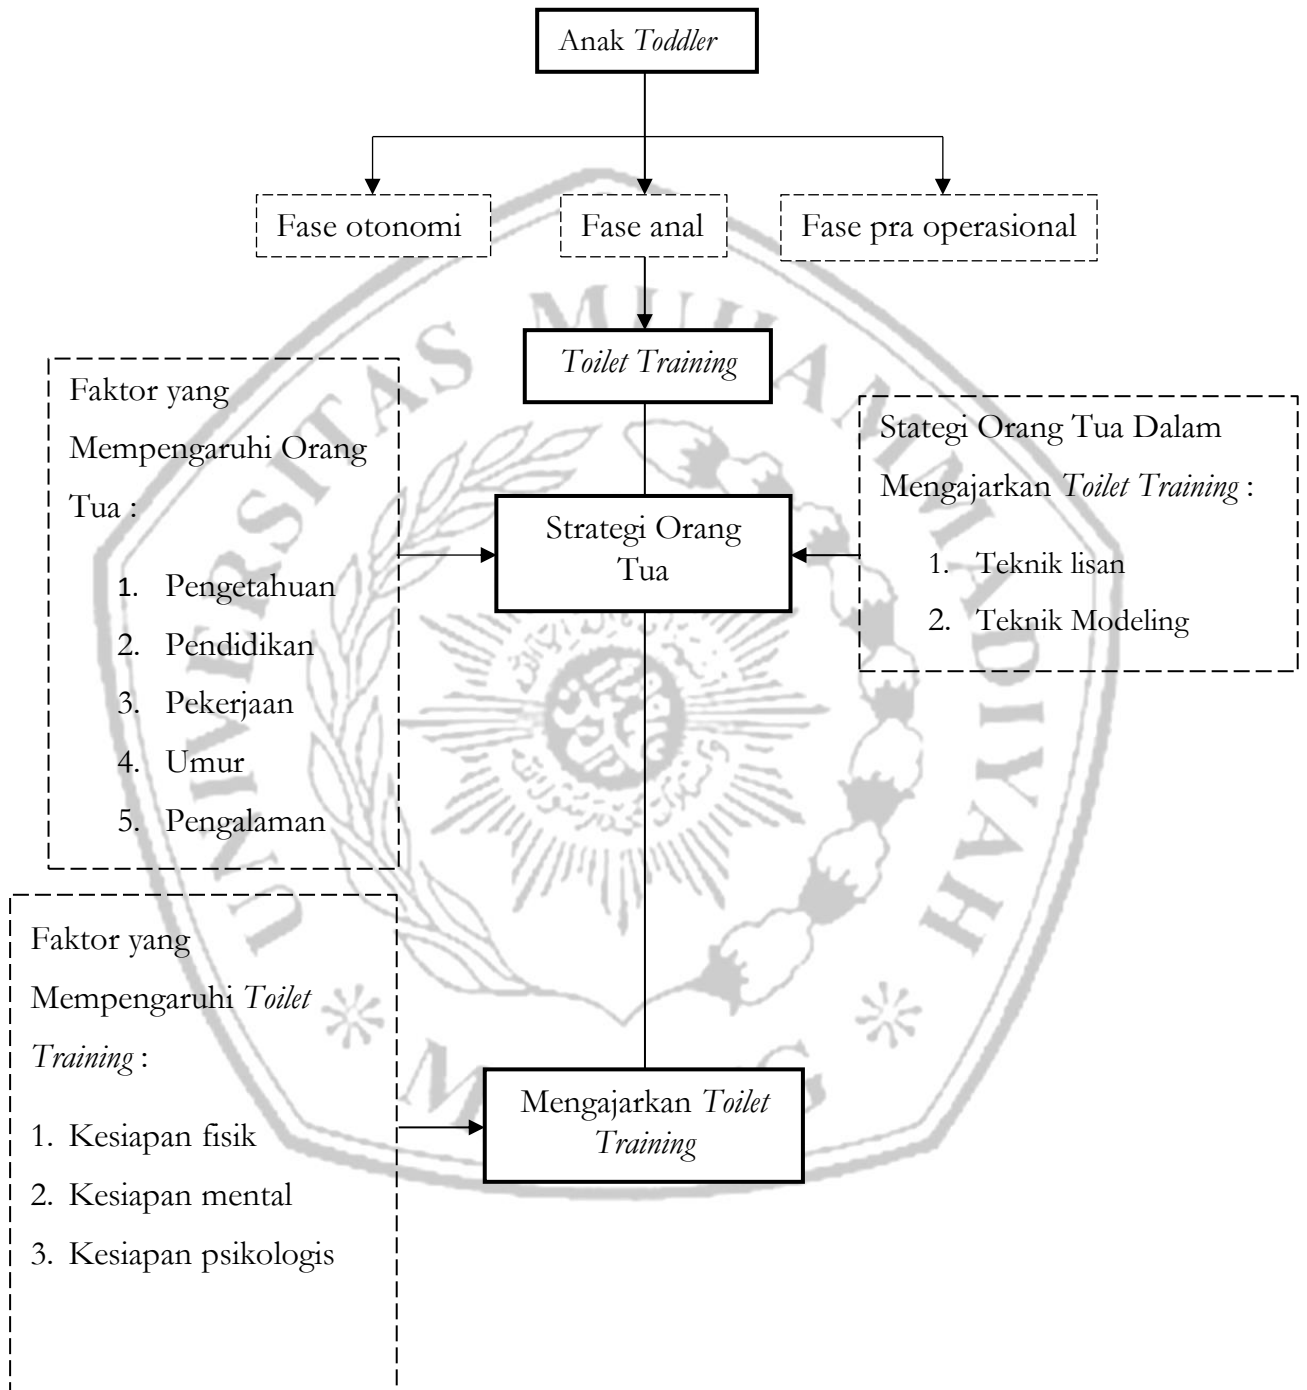 Anak Toddler
Fase otonomi
Fase anal
Fase pra operasional
Toilet Training
Faktor yang
Mempengaruhi Orang
Tua :
1. Pengetahuan
2. Pendidikan
3. Pekerjaan
4. Umur
5. Pengalaman
Strategi Orang
Tua
Stategi Orang Tua Dalam
Mengajarkan Toilet Training :
1. Teknik lisan
2. Teknik Modeling
Faktor yang
Mempengaruhi Toilet
Training :
1. Kesiapan fisik
2. Kesiapan mental
3. Kesiapan psikologis
Mengajarkan Toilet
Training
UNIVERSITAS MUHAMMADIYAH